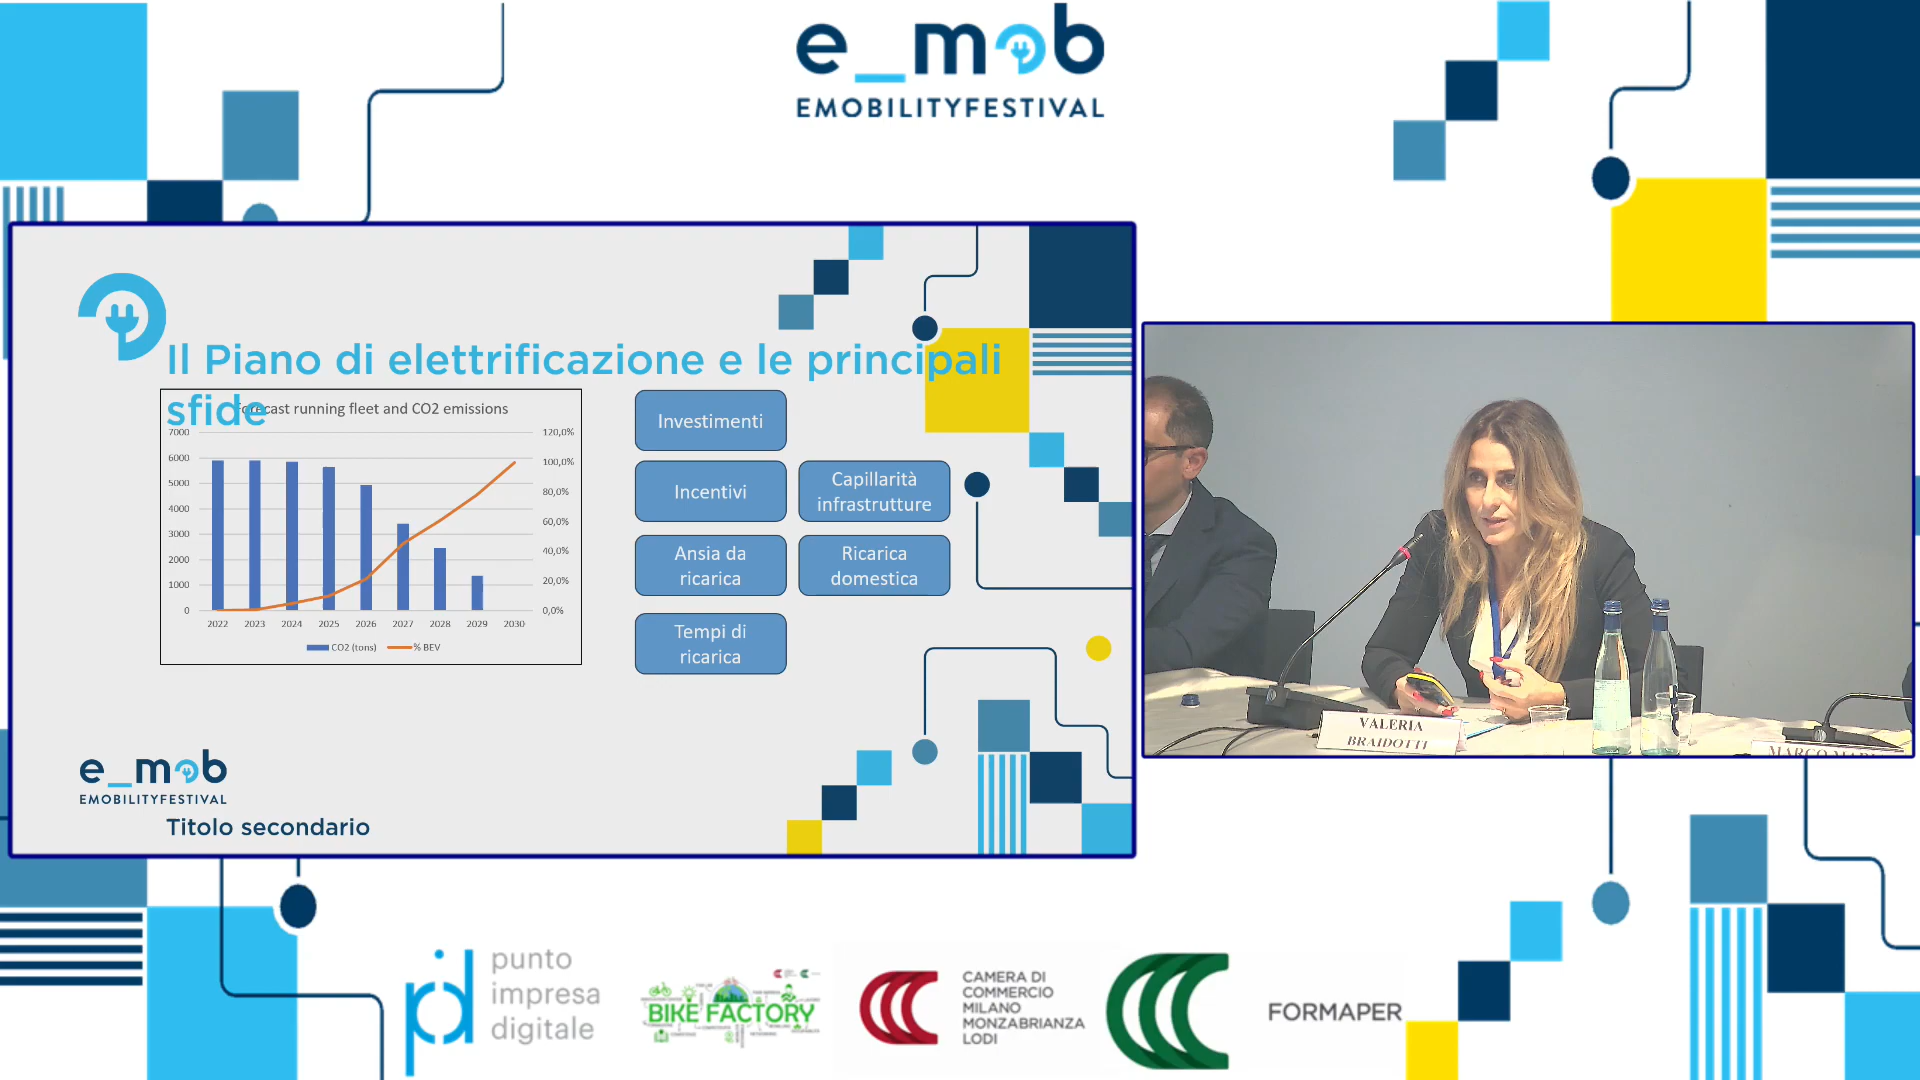 e_mob
EMOBILITYFESTIVAL
Il Piano di elettrificazione e le principali
sfide
Forecast running fleet and CO2 emissions
7000
6000
5000
4000
3000
2000
1000
0
120,0%
100,0%
80,0%
60,0%
40,0%
20,0%
0,0%
2022 2023 2024 2025 2026 2027 2028 2029 2030
CO2 (tons) % BEV
Investimenti
Incentivi
Capillarità
infrastrutture
Ansia da
ricarica
Ricarica
domestica
Tempi di
ricarica
e_mob
EMOBILITYFESTIVAL
Titolo secondario
VALERIA
BRAIDOTTI
MARCO
punto
impresa
digitale
BIKE FACTORY
CAMERA DI
COMMERCIO
MILANO
MONZABRIANZA
LODI
FORMAPER